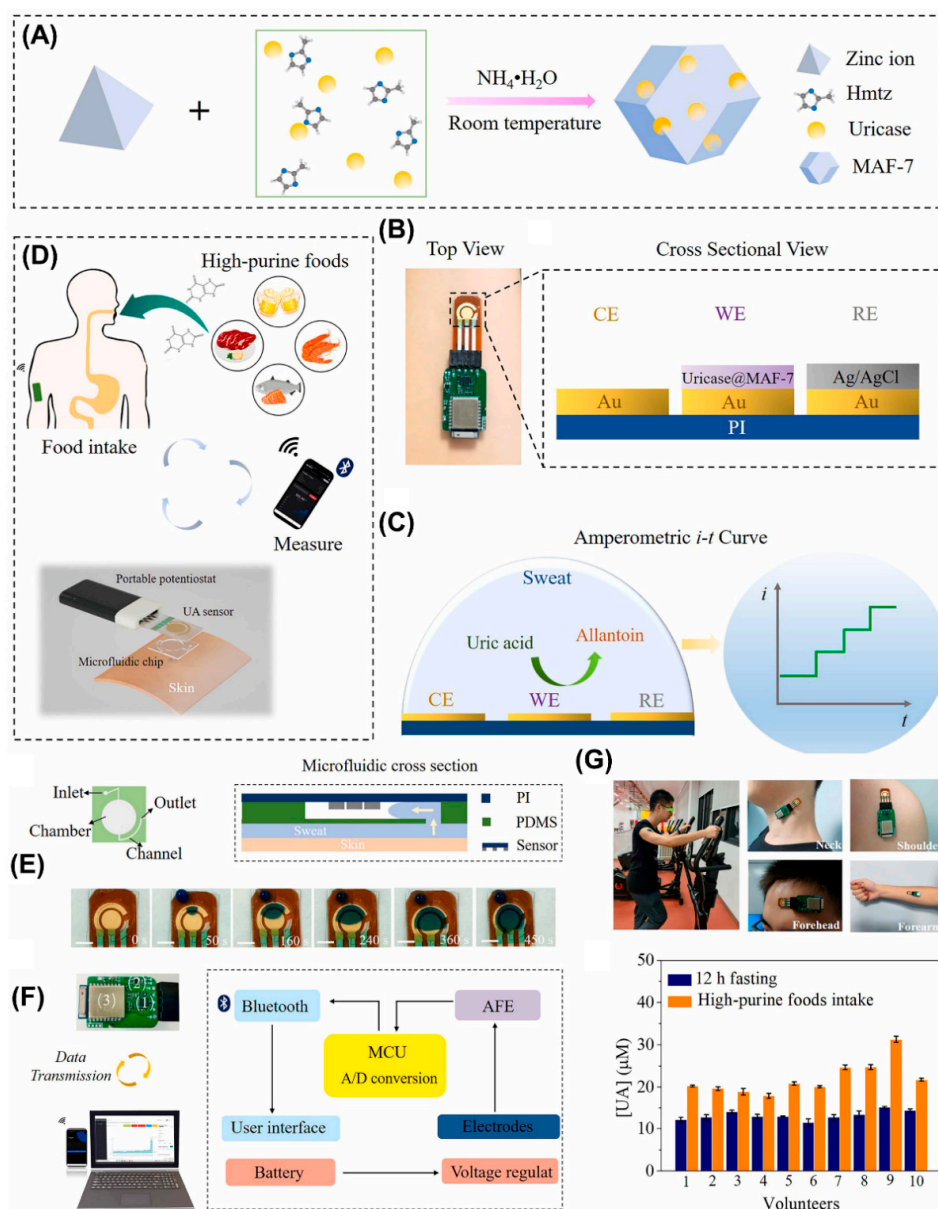 (A)
NH₄•H₂O
Room temperature
Zinc ion
Hmtz
Uricase
MAF-7
(B)
Top View
Cross Sectional View
CE
WE
RE
Uricase@MAF-7
Ag/AgCl
Au
Au
Au
PI
(C)
Amperometric i-t Curve
Sweat
Uric acid
Allantoin
CE
WE
RE
i
t
(D)
High-purine foods
Food intake
Measure
Portable potentiostat
UA sensor
Microfluidic chip
Skin
Inlet
Outlet
Chamber
Channel
Microfluidic cross section
Sweat
Skin
PI
PDMS
Sensor
(E)
0 s
50 s
160 s
240 s
360 s
450 s
(F)
(1)
(2)
(3)
Data
Transmission
Bluetooth
AFE
MCU
A/D conversion
User interface
Electrodes
Battery
Voltage regulat
(G)
Neck
Shoulde
Forehead
Forearm
12 h fasting
High-purine foods intake
[UA] (μM)
50
40
30
20
10
0
1 2 3 4 5 6 7 8 9 10
Volunteers